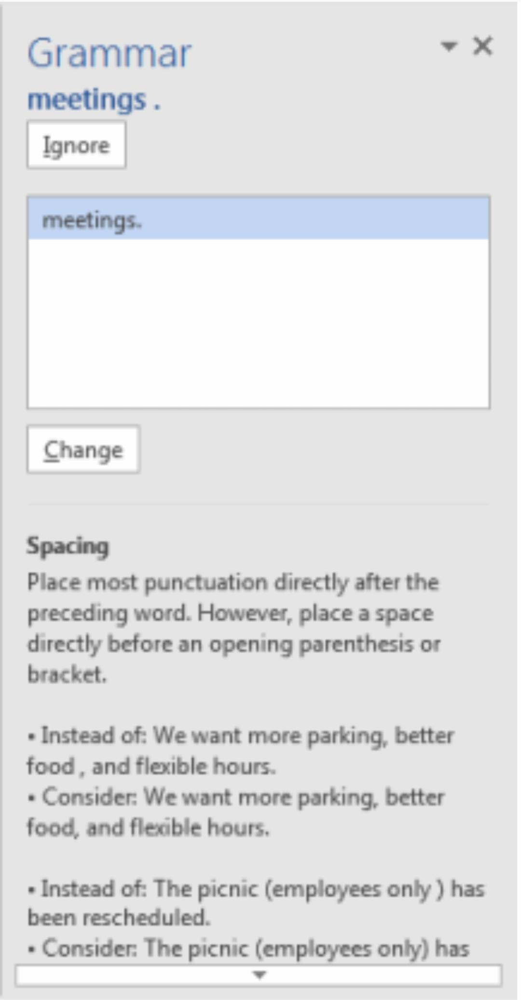 Grammar
meetings .
Ignore
meetings.
Change
Spacing
Place most punctuation directly after the
preceding word. However, place a space
directly before an opening parenthesis or
bracket.
▪ Instead of: We want more parking, better
food , and flexible hours.
▪ Consider: We want more parking, better
food, and flexible hours.
▪ Instead of: The picnic (employees only ) has
been rescheduled.
▪ Consider: The picnic (employees only) has